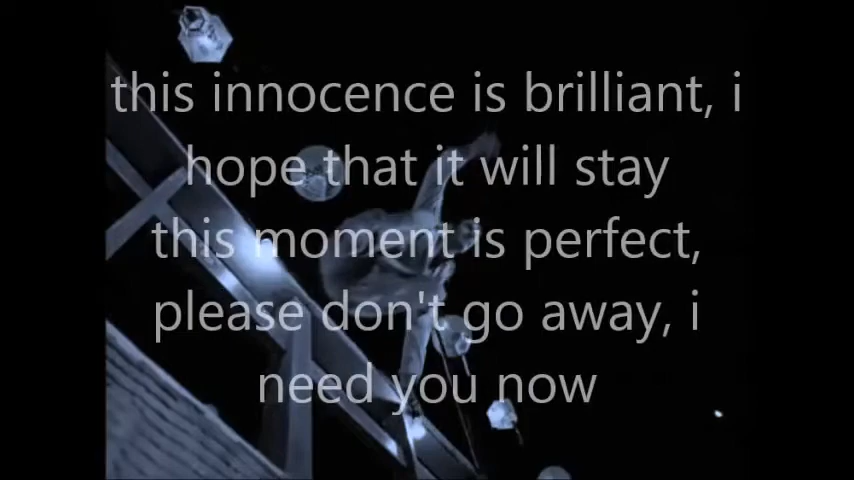 this innocence is brilliant, i
hope that it will stay
this moment is perfect,
please don't go away, i
need you now